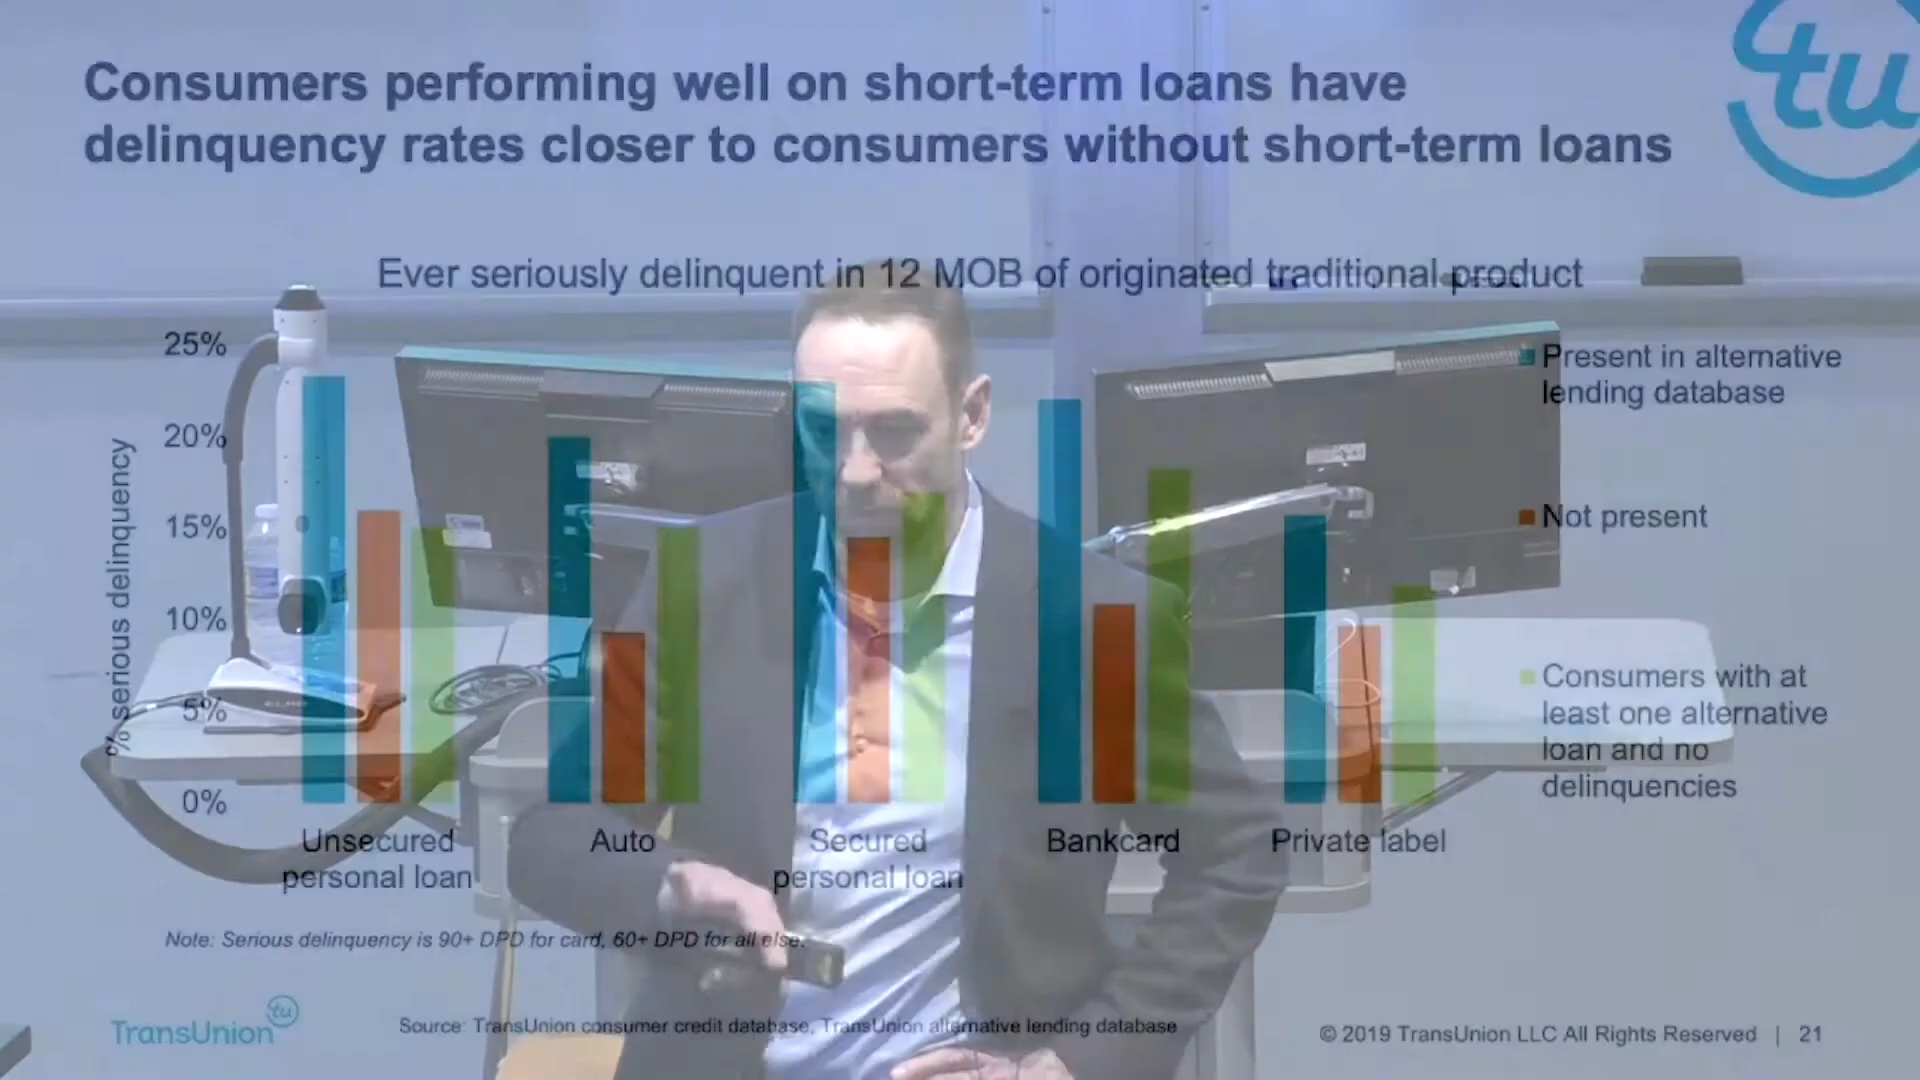 tu
Consumers performing well on short-term loans have
delinquency rates closer to consumers without short-term loans
Ever seriously delinquent in 12 MOB of originated traditional product
25%
20%
15%
10%
5%
0%
% serious delinquency
Present in alternative
lending database
Not present
Consumers with at
least one alternative
loan and no
delinquencies
Unsecured
personal loan
Auto
Secured
personal loan
Bankcard
Private label
Note: Serious delinquency is 90+ DPD for card, 60+ DPD for all else.
TransUnion
tu
Source: TransUnion consumer credit database, TransUnion alternative lending database
© 2019 TransUnion LLC All Rights Reserved | 21
ELMO